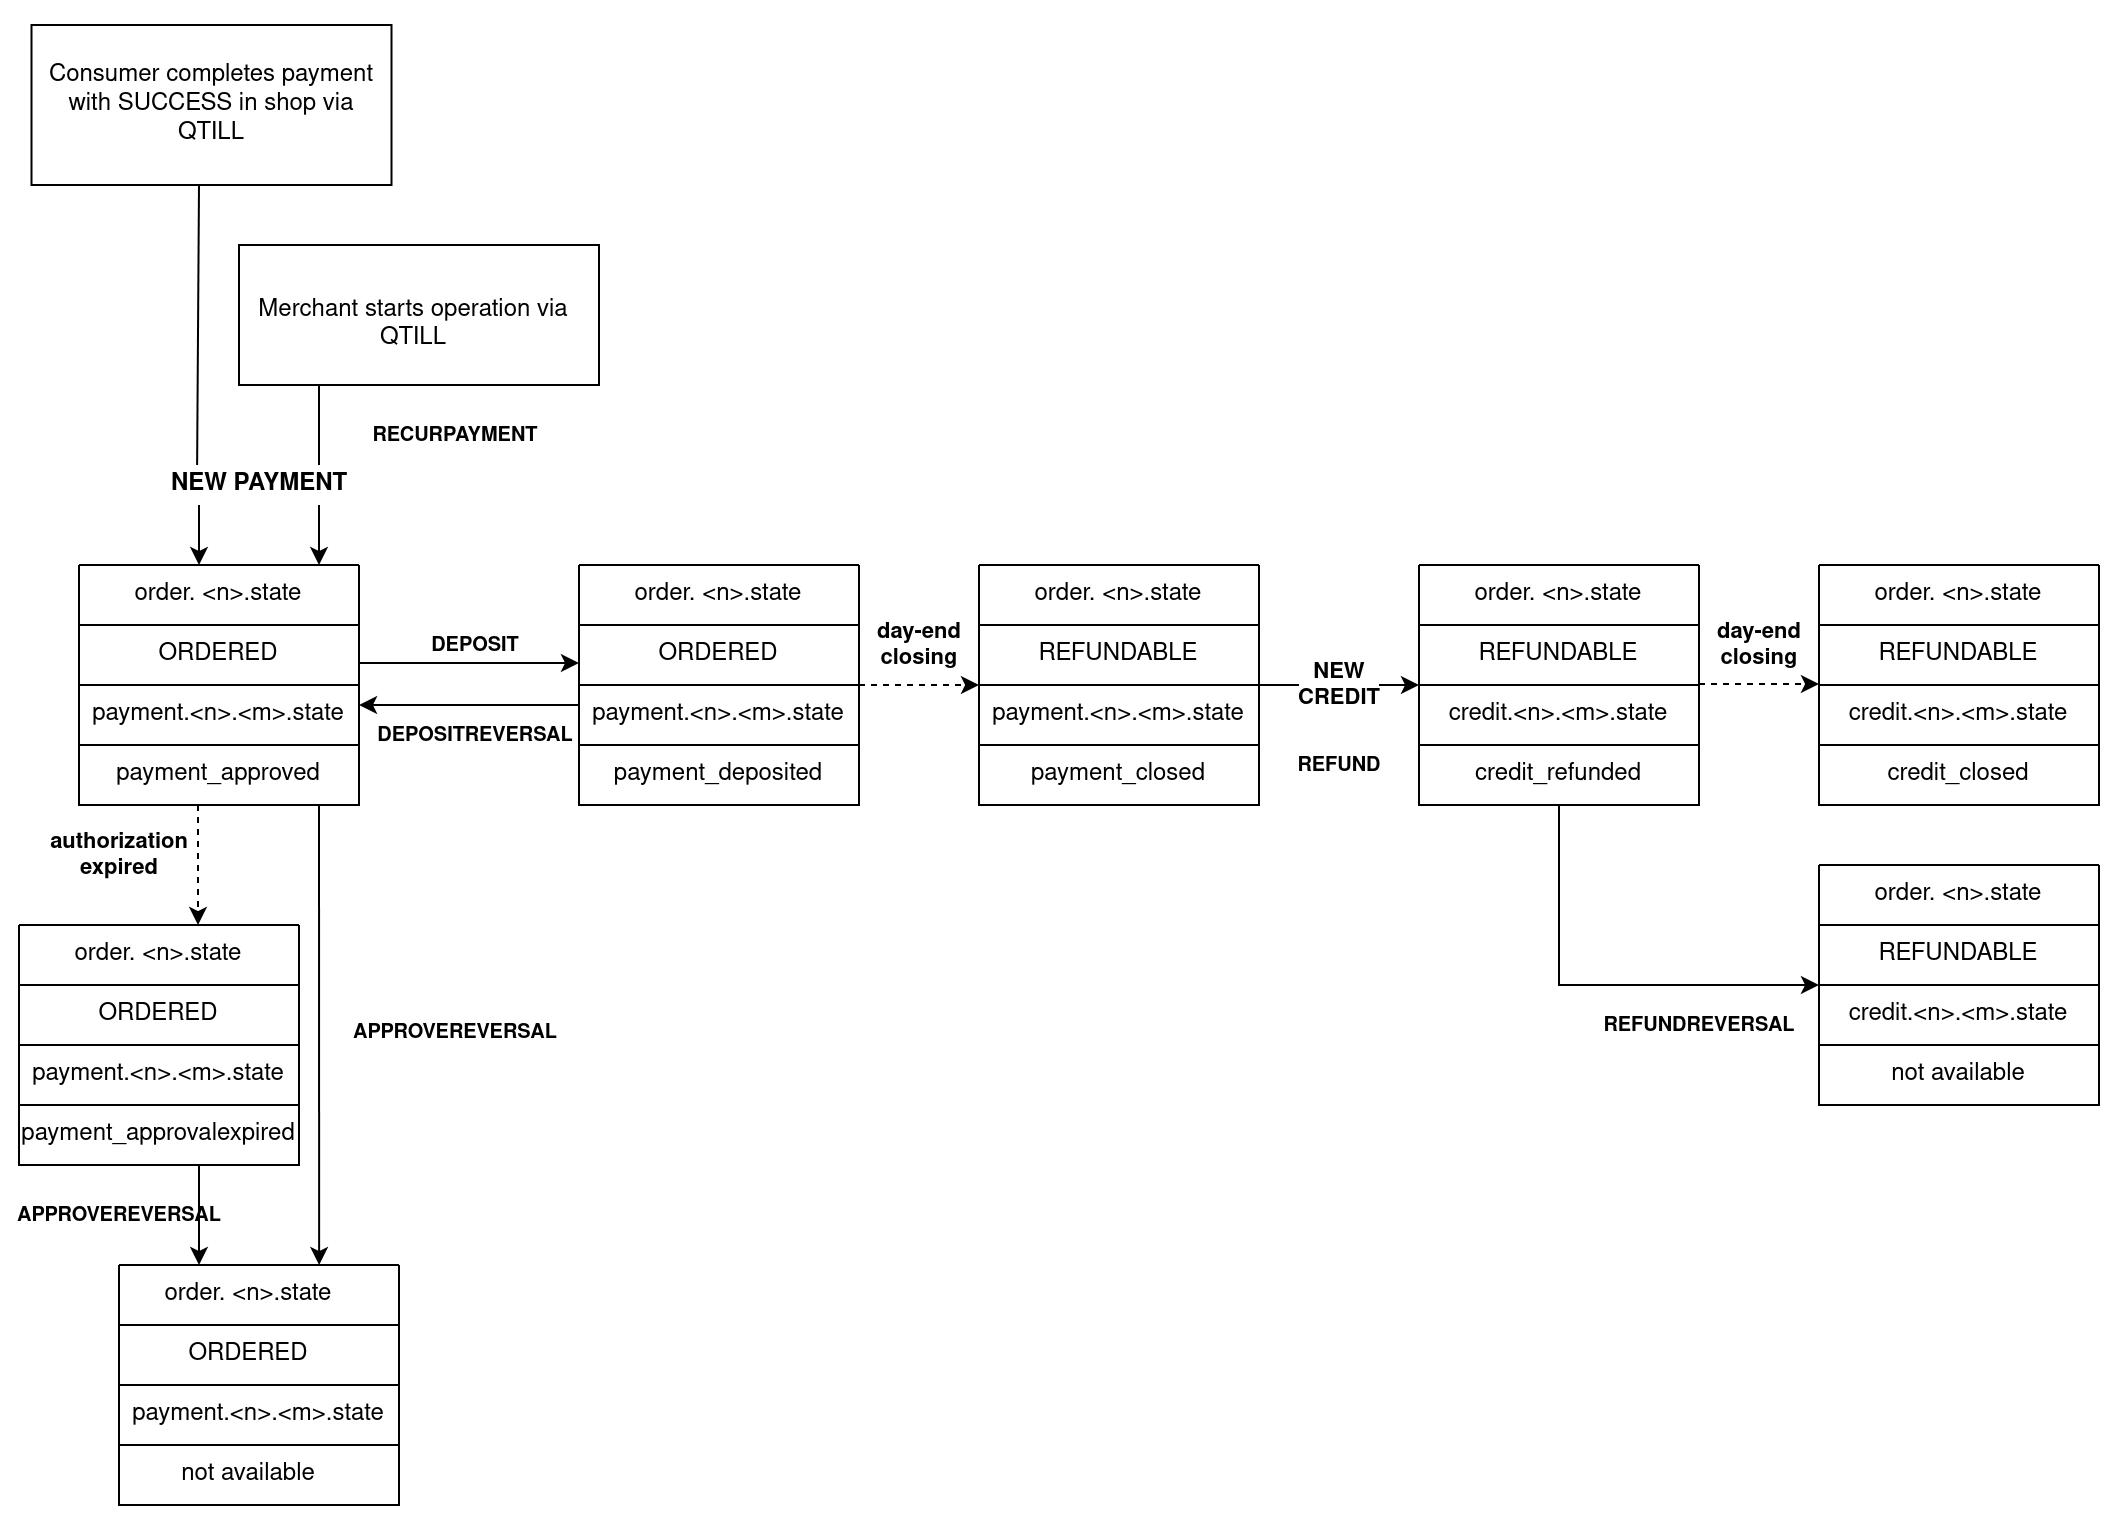 Consumer completes payment
with SUCCESS in shop via
QTILL
Merchant starts operation via
QTILL
RECURPAYMENT
NEW PAYMENT
order. <n>.state
ORDERED
payment.<n>.<m>.state
payment_approved
DEPOSIT
DEPOSITREVERSAL
order. <n>.state
ORDERED
payment.<n>.<m>.state
payment_deposited
day-end
closing
order. <n>.state
REFUNDABLE
payment.<n>.<m>.state
payment_closed
NEW
CREDIT
REFUND
order. <n>.state
REFUNDABLE
credit.<n>.<m>.state
credit_refunded
day-end
closing
order. <n>.state
REFUNDABLE
credit.<n>.<m>.state
credit_closed
authorization
expired
order. <n>.state
ORDERED
payment.<n>.<m>.state
payment_approvalexpired
APPROVEREVERSAL
REFUNDREVERSAL
order. <n>.state
REFUNDABLE
credit.<n>.<m>.state
not available
APPROVEREVERSAL
order. <n>.state
ORDERED
payment.<n>.<m>.state
not available